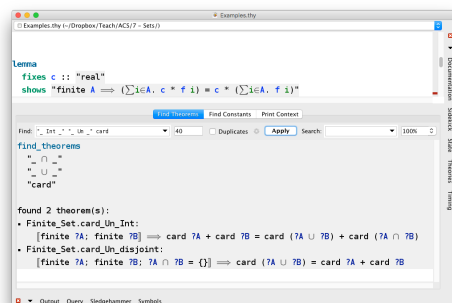 Examples.thy
Examples.thy (~/Dropbox/Teach/ACS/7 - Sets/)
lemma
fixes c :: "real"
shows "finite A ⟹ (∑i∈A. c * f i) = c * (∑i∈A. f i)"
Find Theorems Find Constants Print Context
Find: "_ Int _" "_ Un _" card 40 Duplicates Apply Search: 100%
find_theorems
"_ ∩ _"
"_ ∪ _"
"card"
found 2 theorem(s):
• Finite_Set.card_Un_Int:
⟦finite ?A; finite ?B⟧ ⟹ card ?A + card ?B = card (?A ∪ ?B) + card (?A ∩ ?B)
• Finite_Set.card_Un_disjoint:
⟦finite ?A; finite ?B; ?A ∩ ?B = {}⟧ ⟹ card (?A ∪ ?B) = card ?A + card ?B
Output Query Sledgehammer Symbols
Documentation Sidekick State Theories Timing